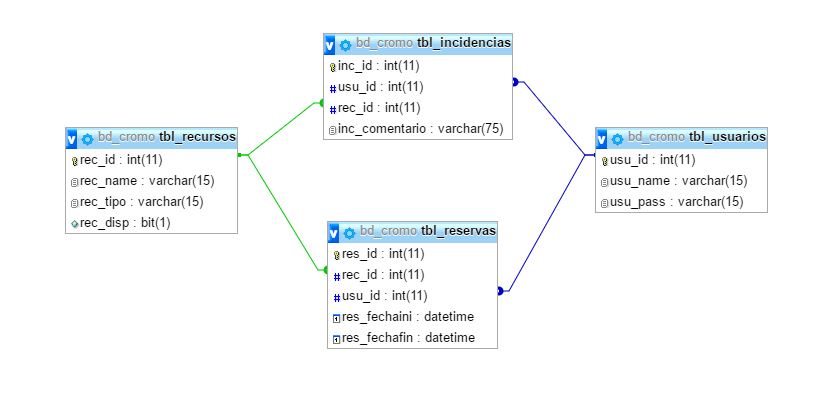 bd_cromo tbl_incidencias
inc_id : int(11)
usu_id : int(11)
rec_id : int(11)
inc_comentario : varchar(75)
bd_cromo tbl_recursos
rec_id : int(11)
rec_name : varchar(15)
rec_tipo : varchar(15)
rec_disp : bit(1)
bd_cromo tbl_usuarios
usu_id : int(11)
usu_name : varchar(15)
usu_pass : varchar(15)
bd_cromo tbl_reservas
res_id : int(11)
rec_id : int(11)
usu_id : int(11)
res_fechaini : datetime
res_fechafin : datetime